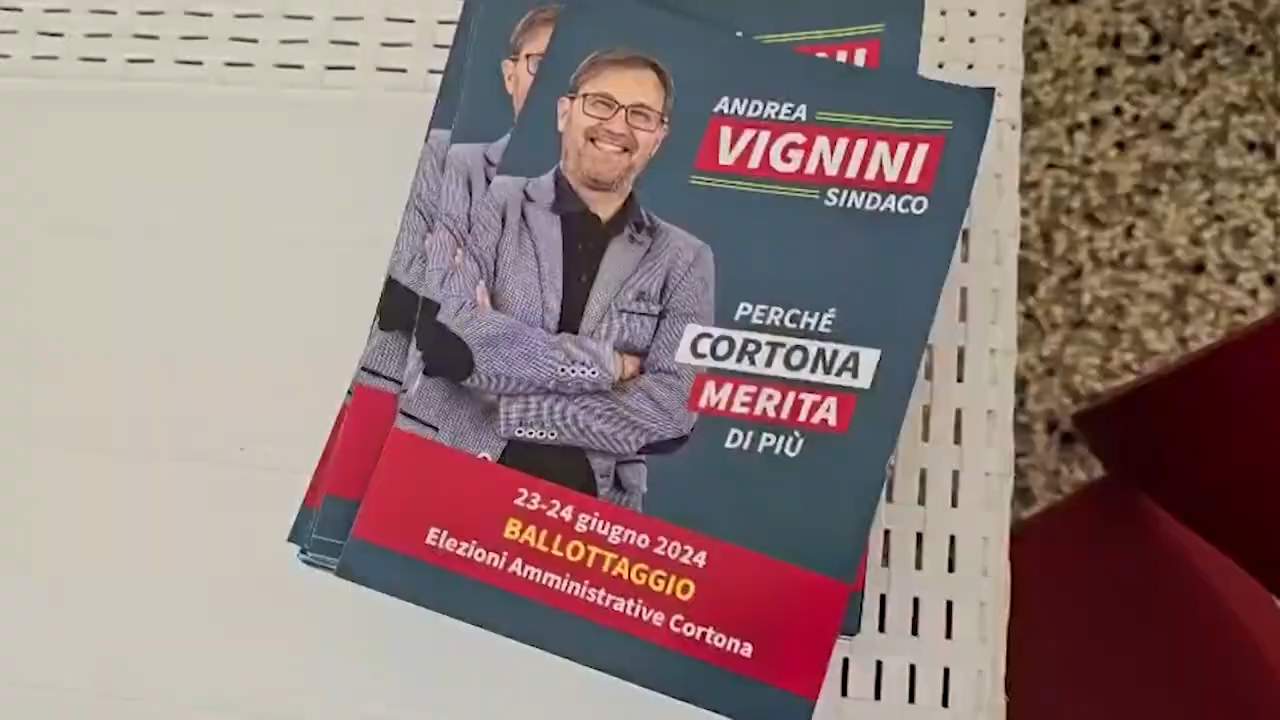 ANDREA
VIGNINI
SINDACO
PERCHÉ
CORTONA
MERITA
DI PIÙ
23-24 giugno 2024
BALLOTTAGGIO
Elezioni Amministrative Cortona